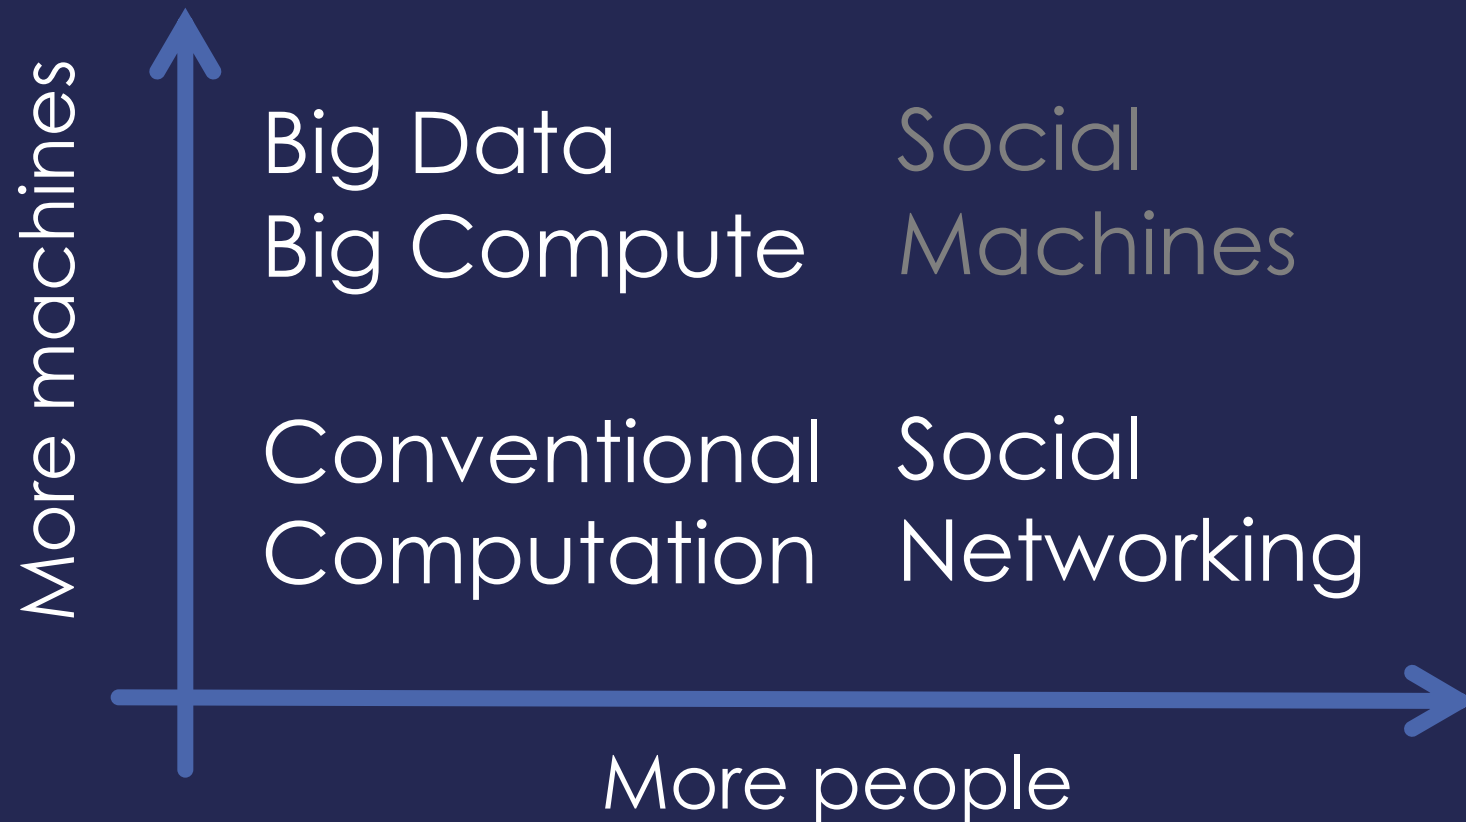 More machines
Big Data
Big Compute
Social
Machines
Conventional
Computation
Social
Networking
More people